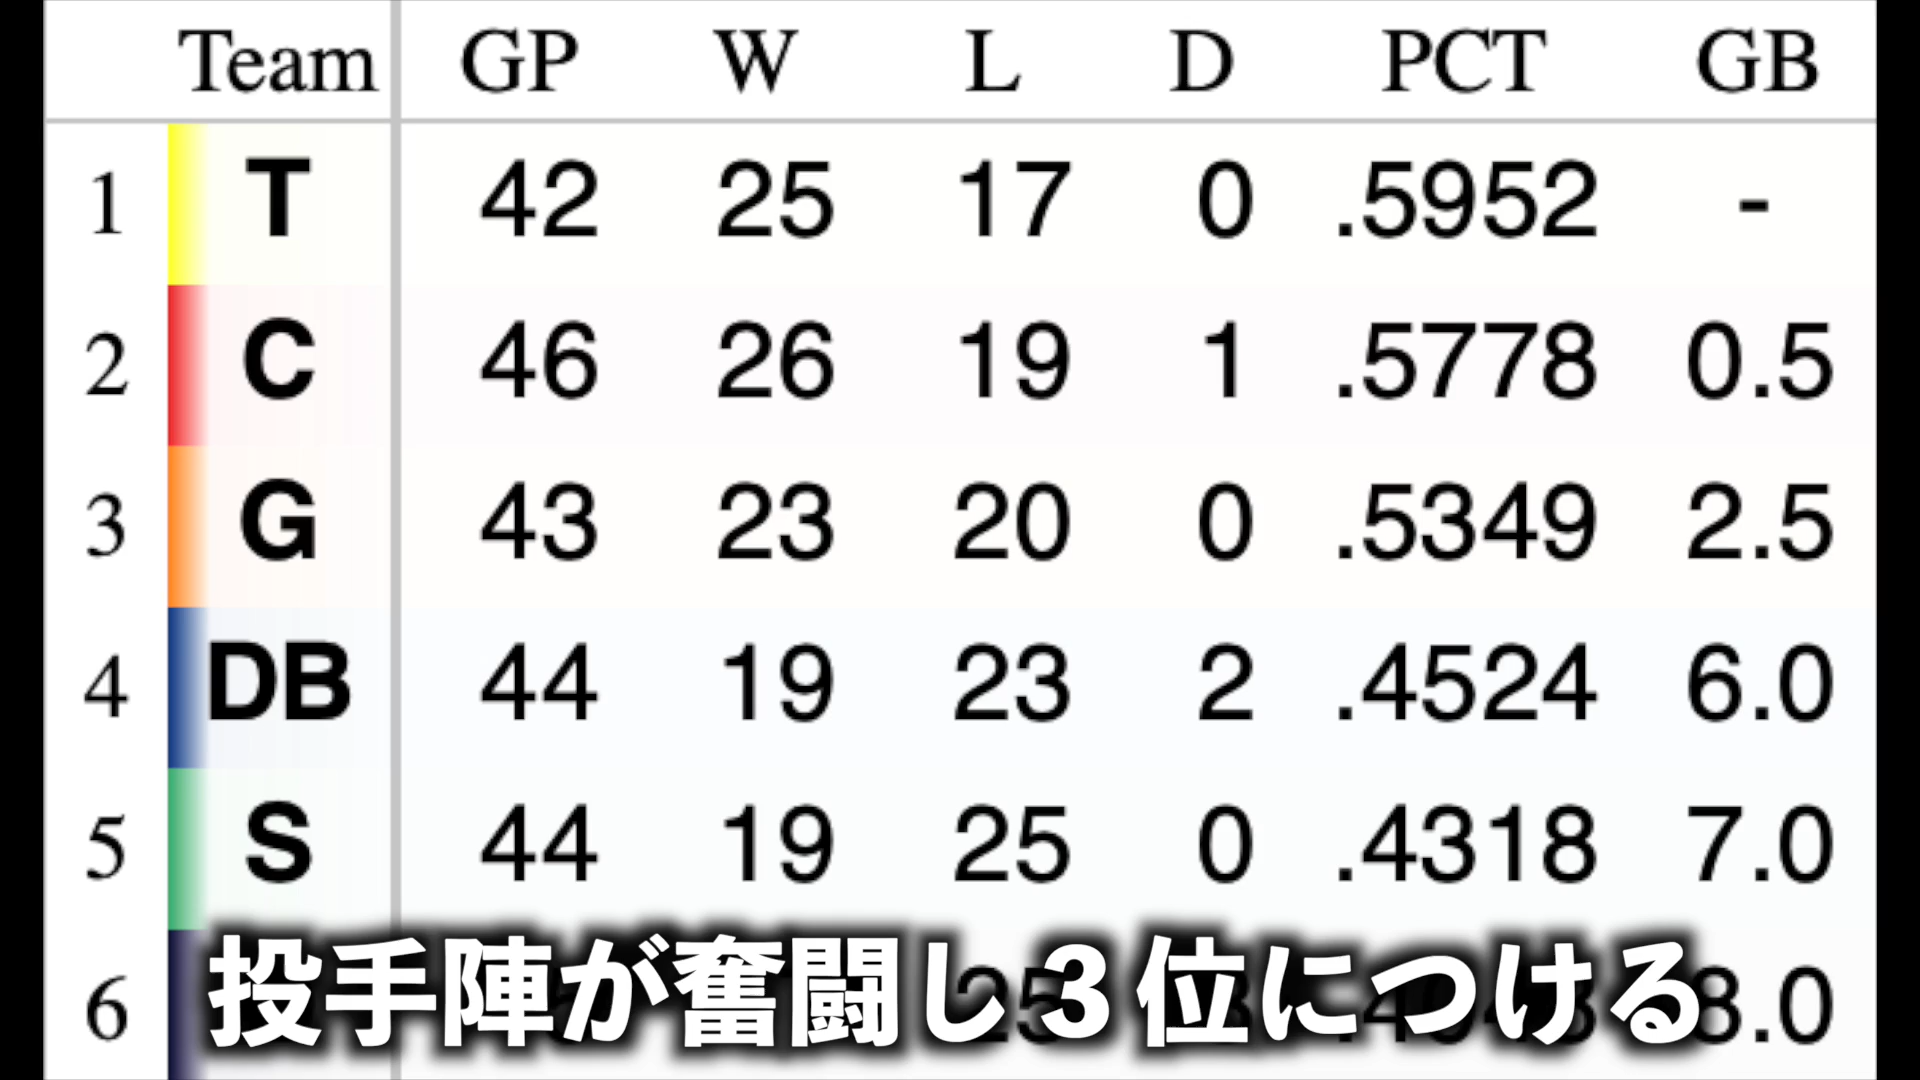 Team GP W L D PCT GB
1 T 42 25 17 0 .5952 -
2 C 46 26 19 1 .5778 0.5
3 G 43 23 20 0 .5349 2.5
4 DB 44 19 23 2 .4524 6.0
5 S 44 19 25 0 .4318 7.0
6 25 8.0
投手陣が奮闘し3位につける